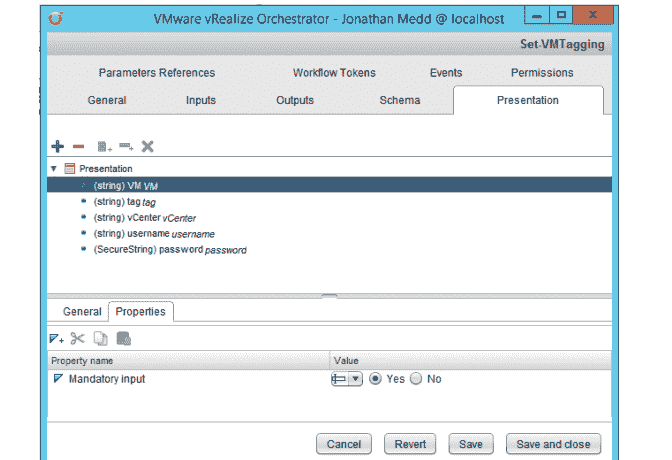 VMware vRealize Orchestrator - Jonathan Medd @ localhost
Set-VMTagging
Parameters References Workflow Tokens Events Permissions
General Inputs Outputs Schema Presentation
Presentation
(string) VM VM
(string) tag tag
(string) vCenter vCenter
(string) username username
(SecureString) password password
General Properties
Property name Value
Mandatory input Yes No
Cancel Revert Save Save and close